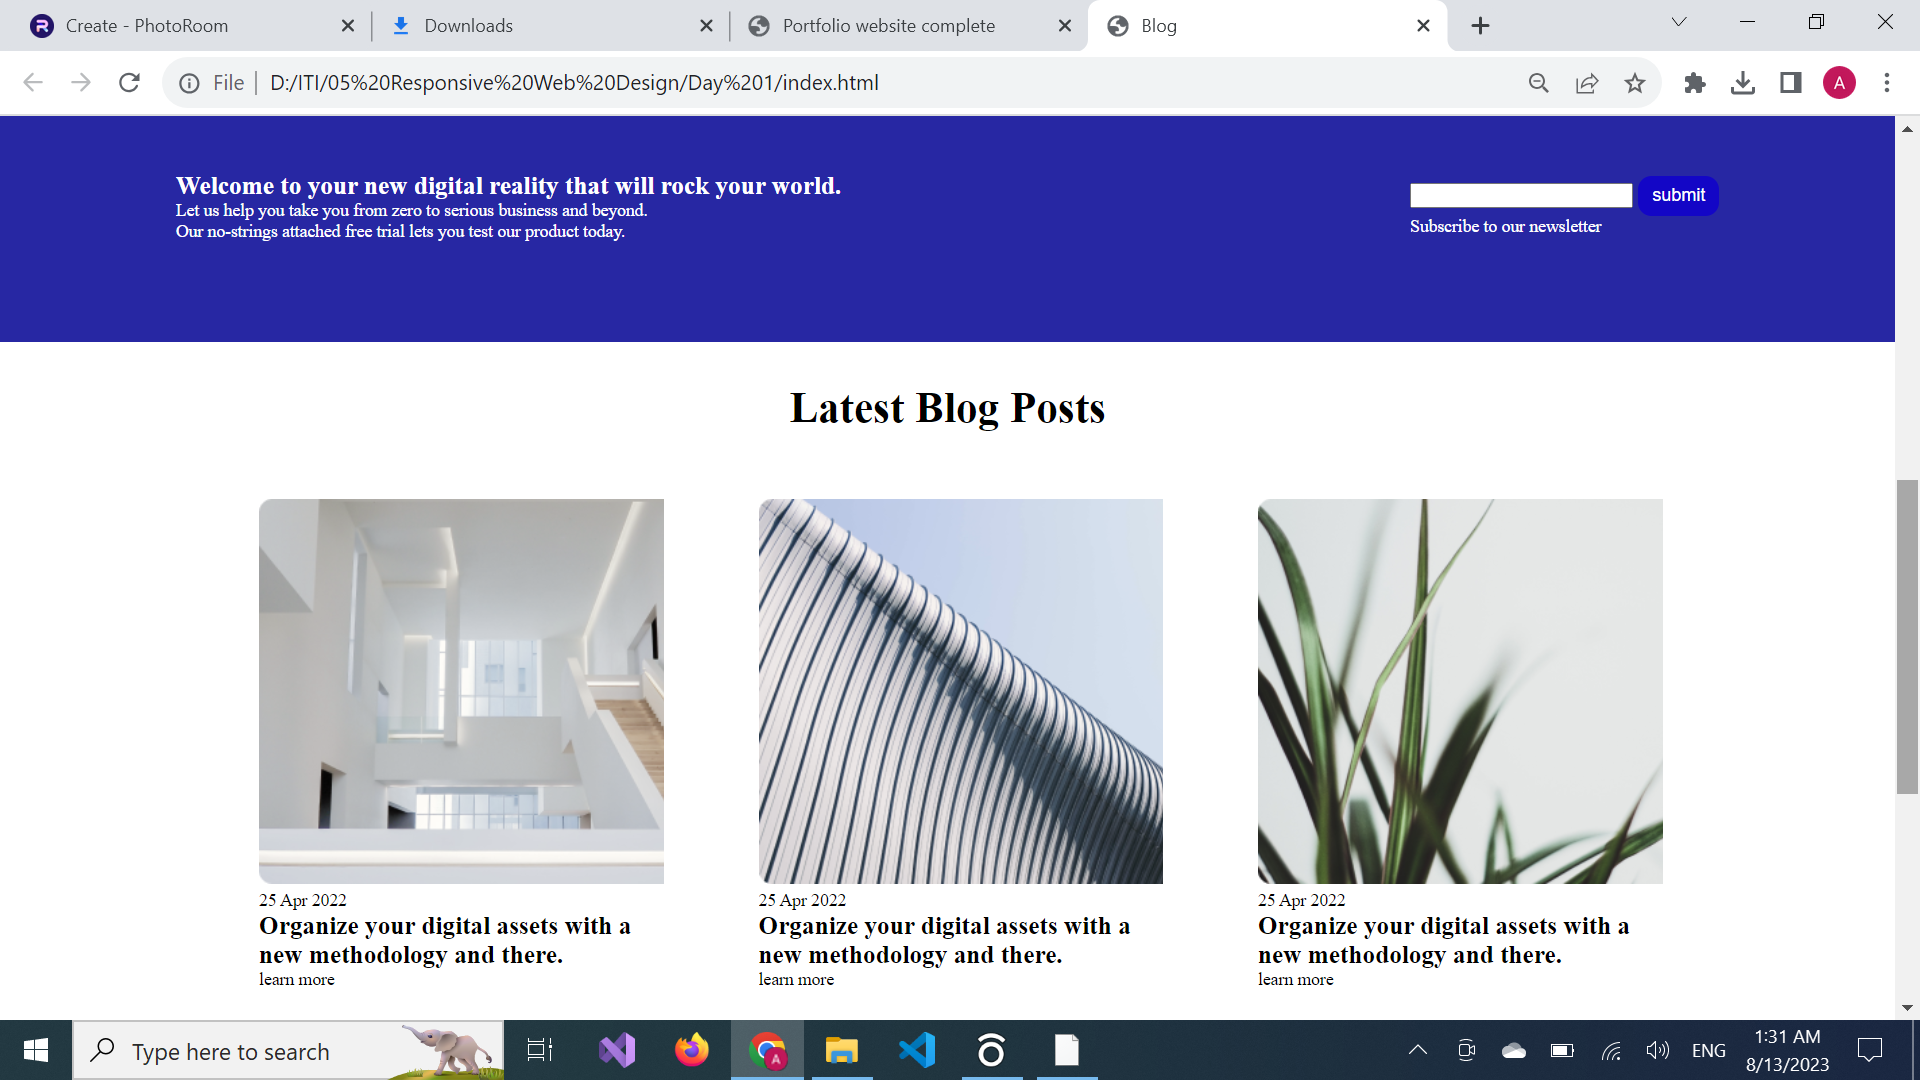 Create - PhotoRoom
Downloads
Portfolio website complete
Blog
File
D:/ITI/05%20Responsive%20Web%20Design/Day%201/index.html
A
Welcome to your new digital reality that will rock your world.
Let us help you take you from zero to serious business and beyond.
Our no-strings attached free trial lets you test our product today.
submit
Subscribe to our newsletter
Latest Blog Posts
25 Apr 2022
Organize your digital assets with a
new methodology and there.
learn more
25 Apr 2022
Organize your digital assets with a
new methodology and there.
learn more
25 Apr 2022
Organize your digital assets with a
new methodology and there.
learn more
Type here to search
A
ENG
1:31 AM
8/13/2023